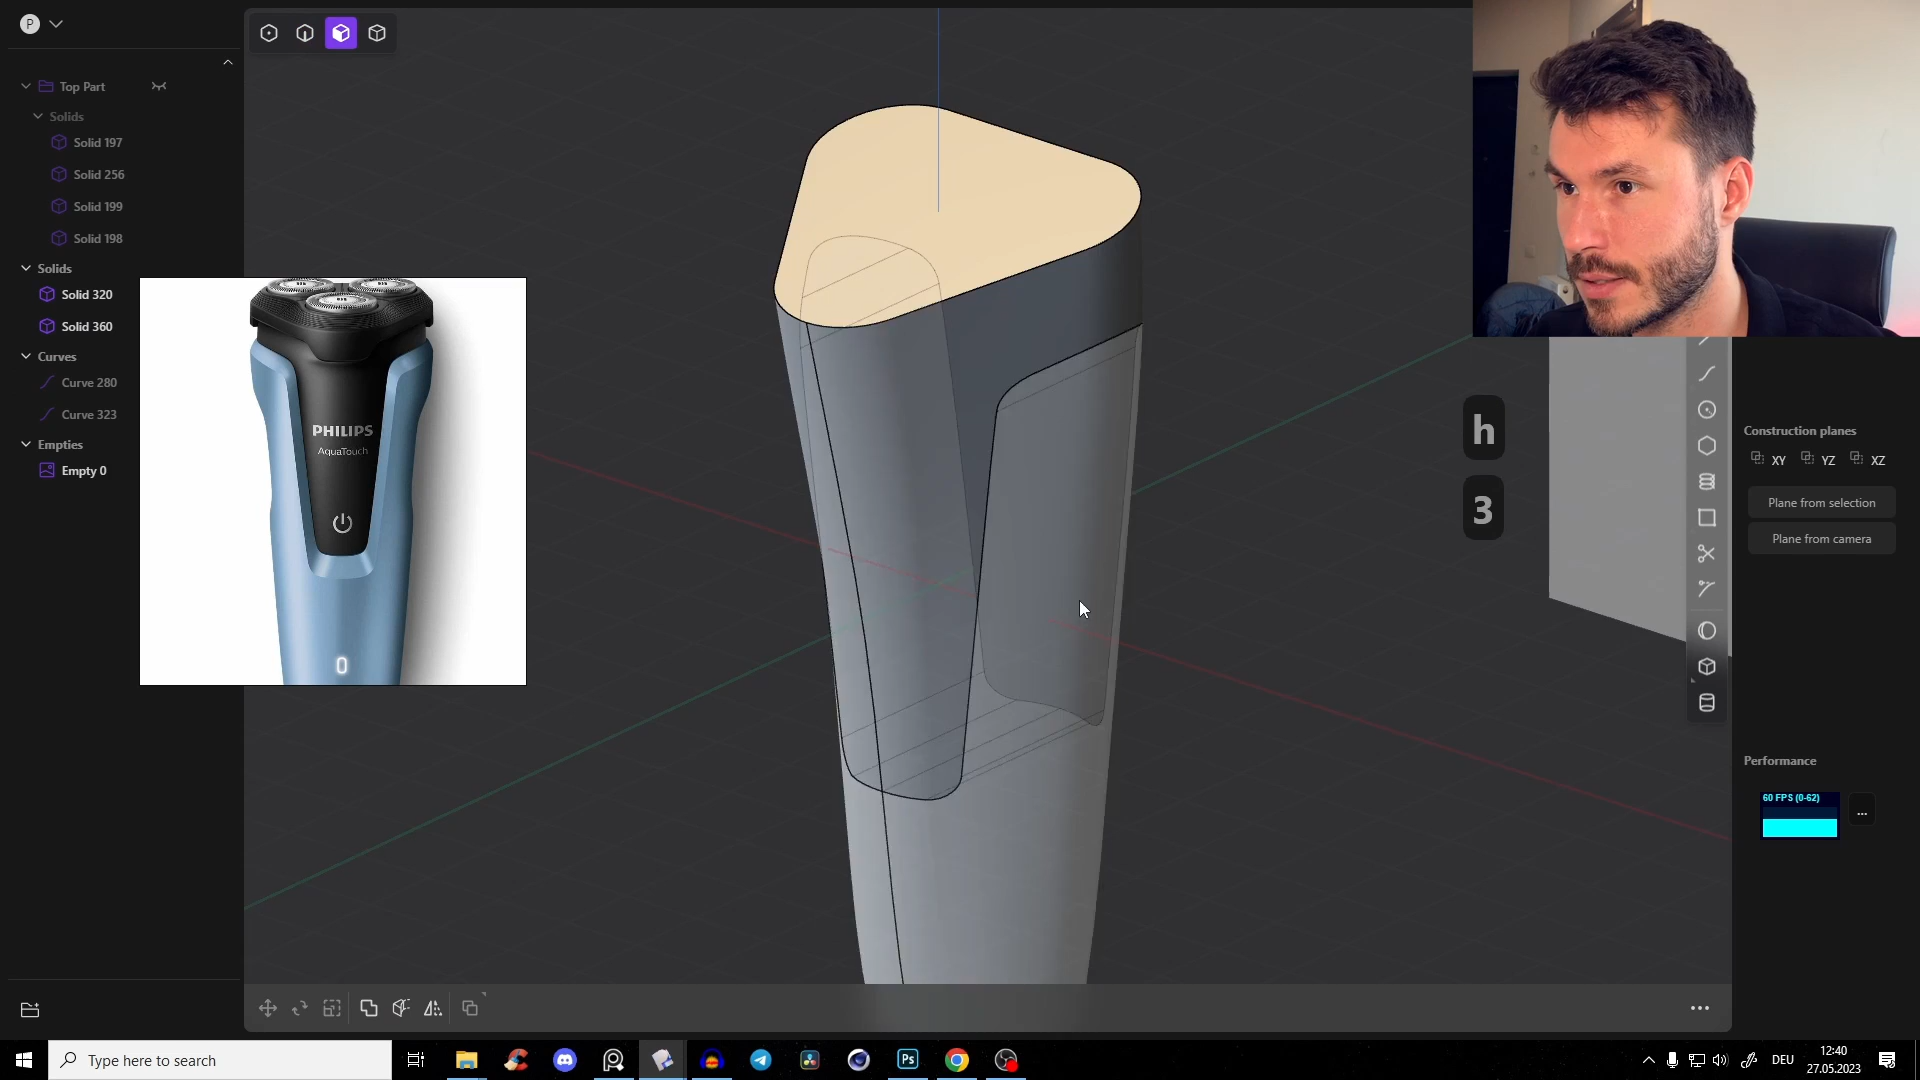 P
Top Part
Solids
Solid 197
Solid 256
Solid 199
Solid 198
Solids
Solid 320
Solid 360
Curves
Curve 280
Curve 323
Empties
Empty 0
PHILIPS
AquaTouch
0
h
3
Construction planes
XY YZ XZ
Plane from selection
Plane from camera
Performance
60 FPS (0-62)
...
Type here to search
Ps
DEU
12:40
27.05.2023